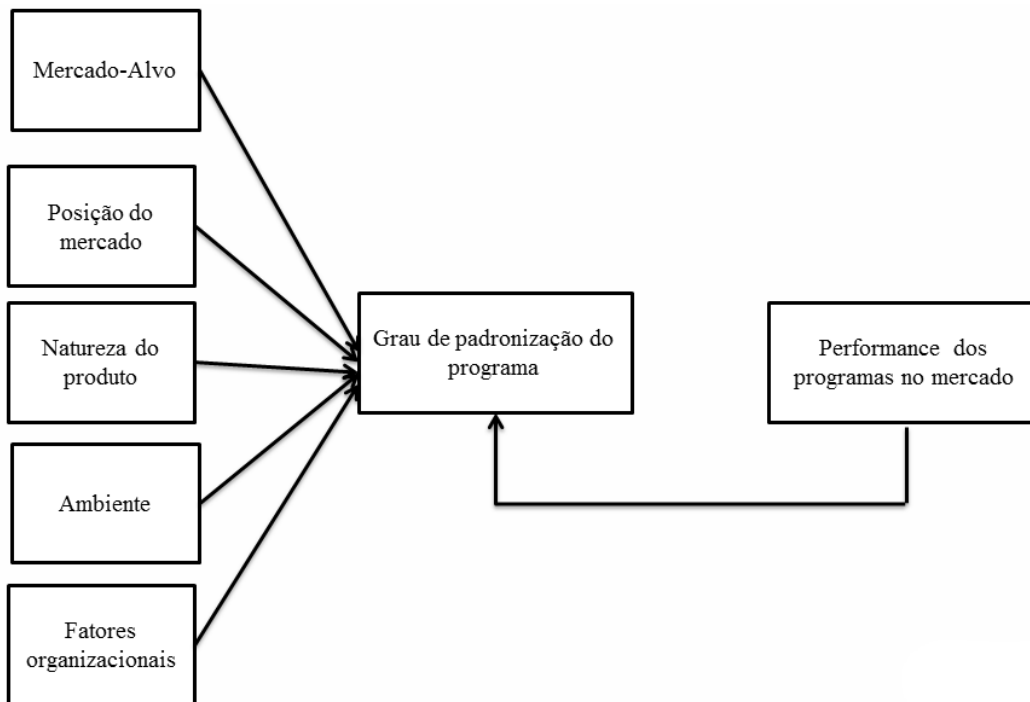 Mercado-Alvo
Posição do
mercado
Natureza do
produto
Ambiente
Fatores
organizacionais
Grau de padronização do
programa
Performance dos
programas no mercado